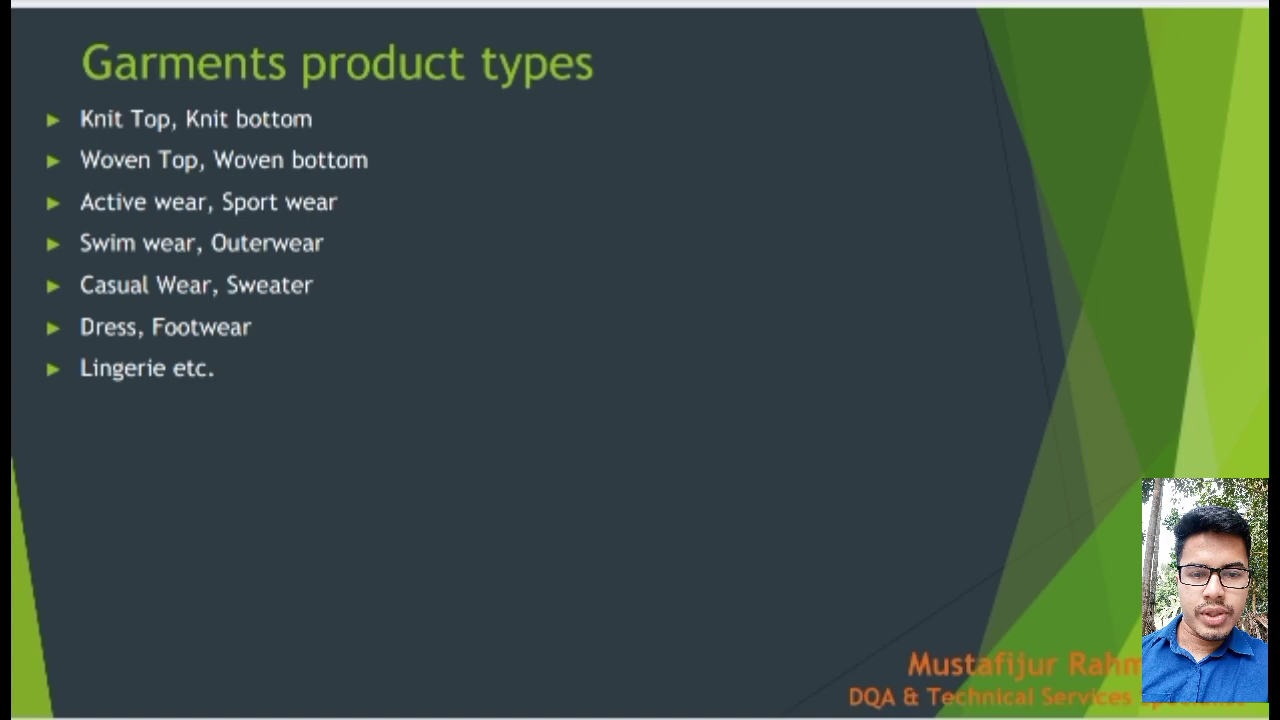 Garments product types
Knit Top, Knit bottom
Woven Top, Woven bottom
Active wear, Sport wear
Swim wear, Outerwear
Casual Wear, Sweater
Dress, Footwear
Lingerie etc.
Mustafijur
DQA & Technical Services